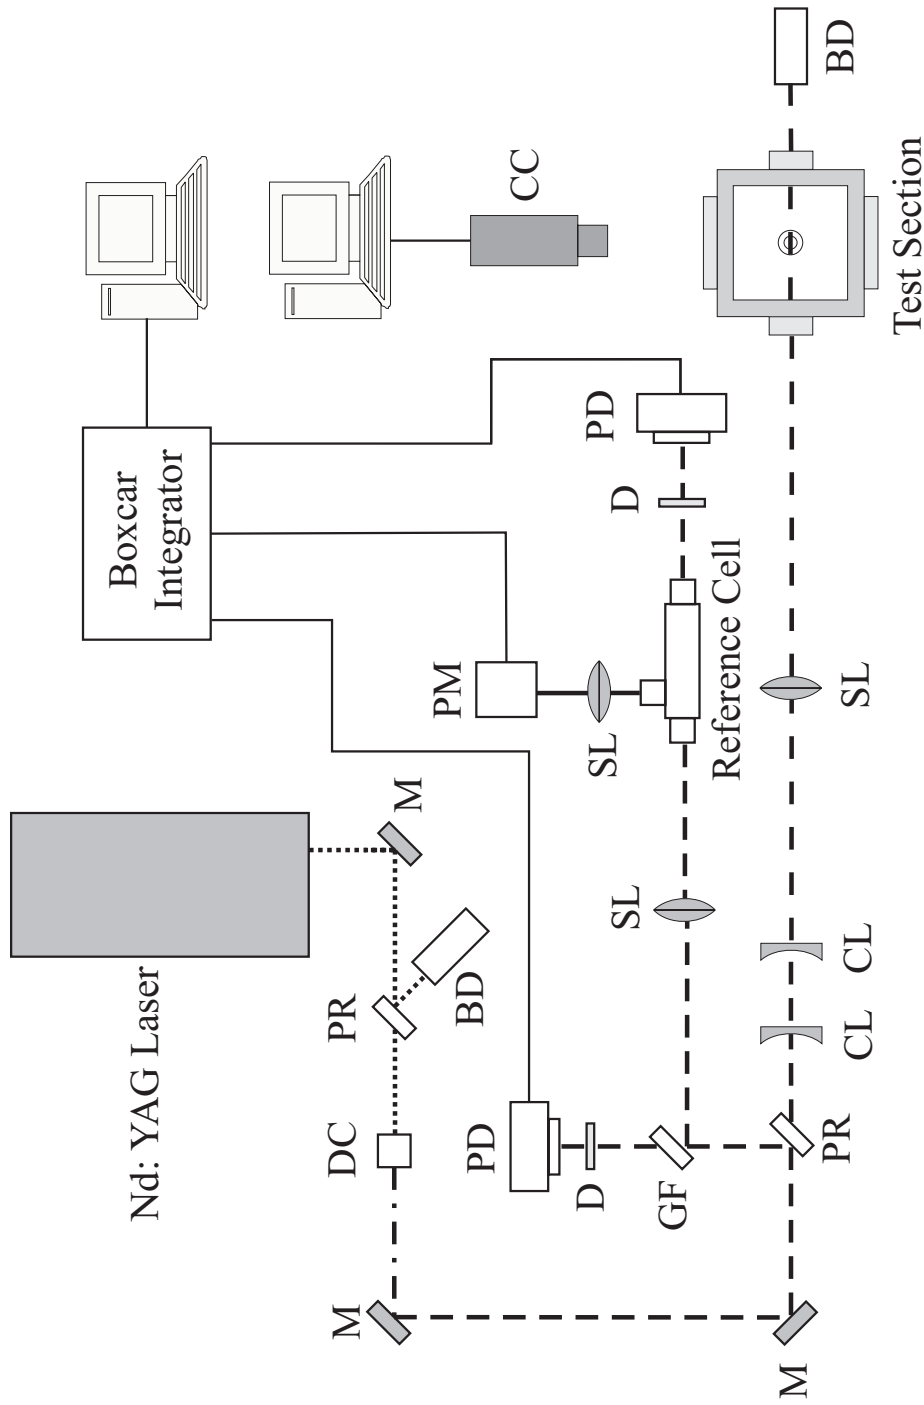 Boxcar
Integrator
Nd: YAG Laser
M
DC
PR
M
BD
PM
PD
CC
D
SL
PD
SL
D
GF
Reference Cell
M
PR
CL
CL
SL
BD
Test Section